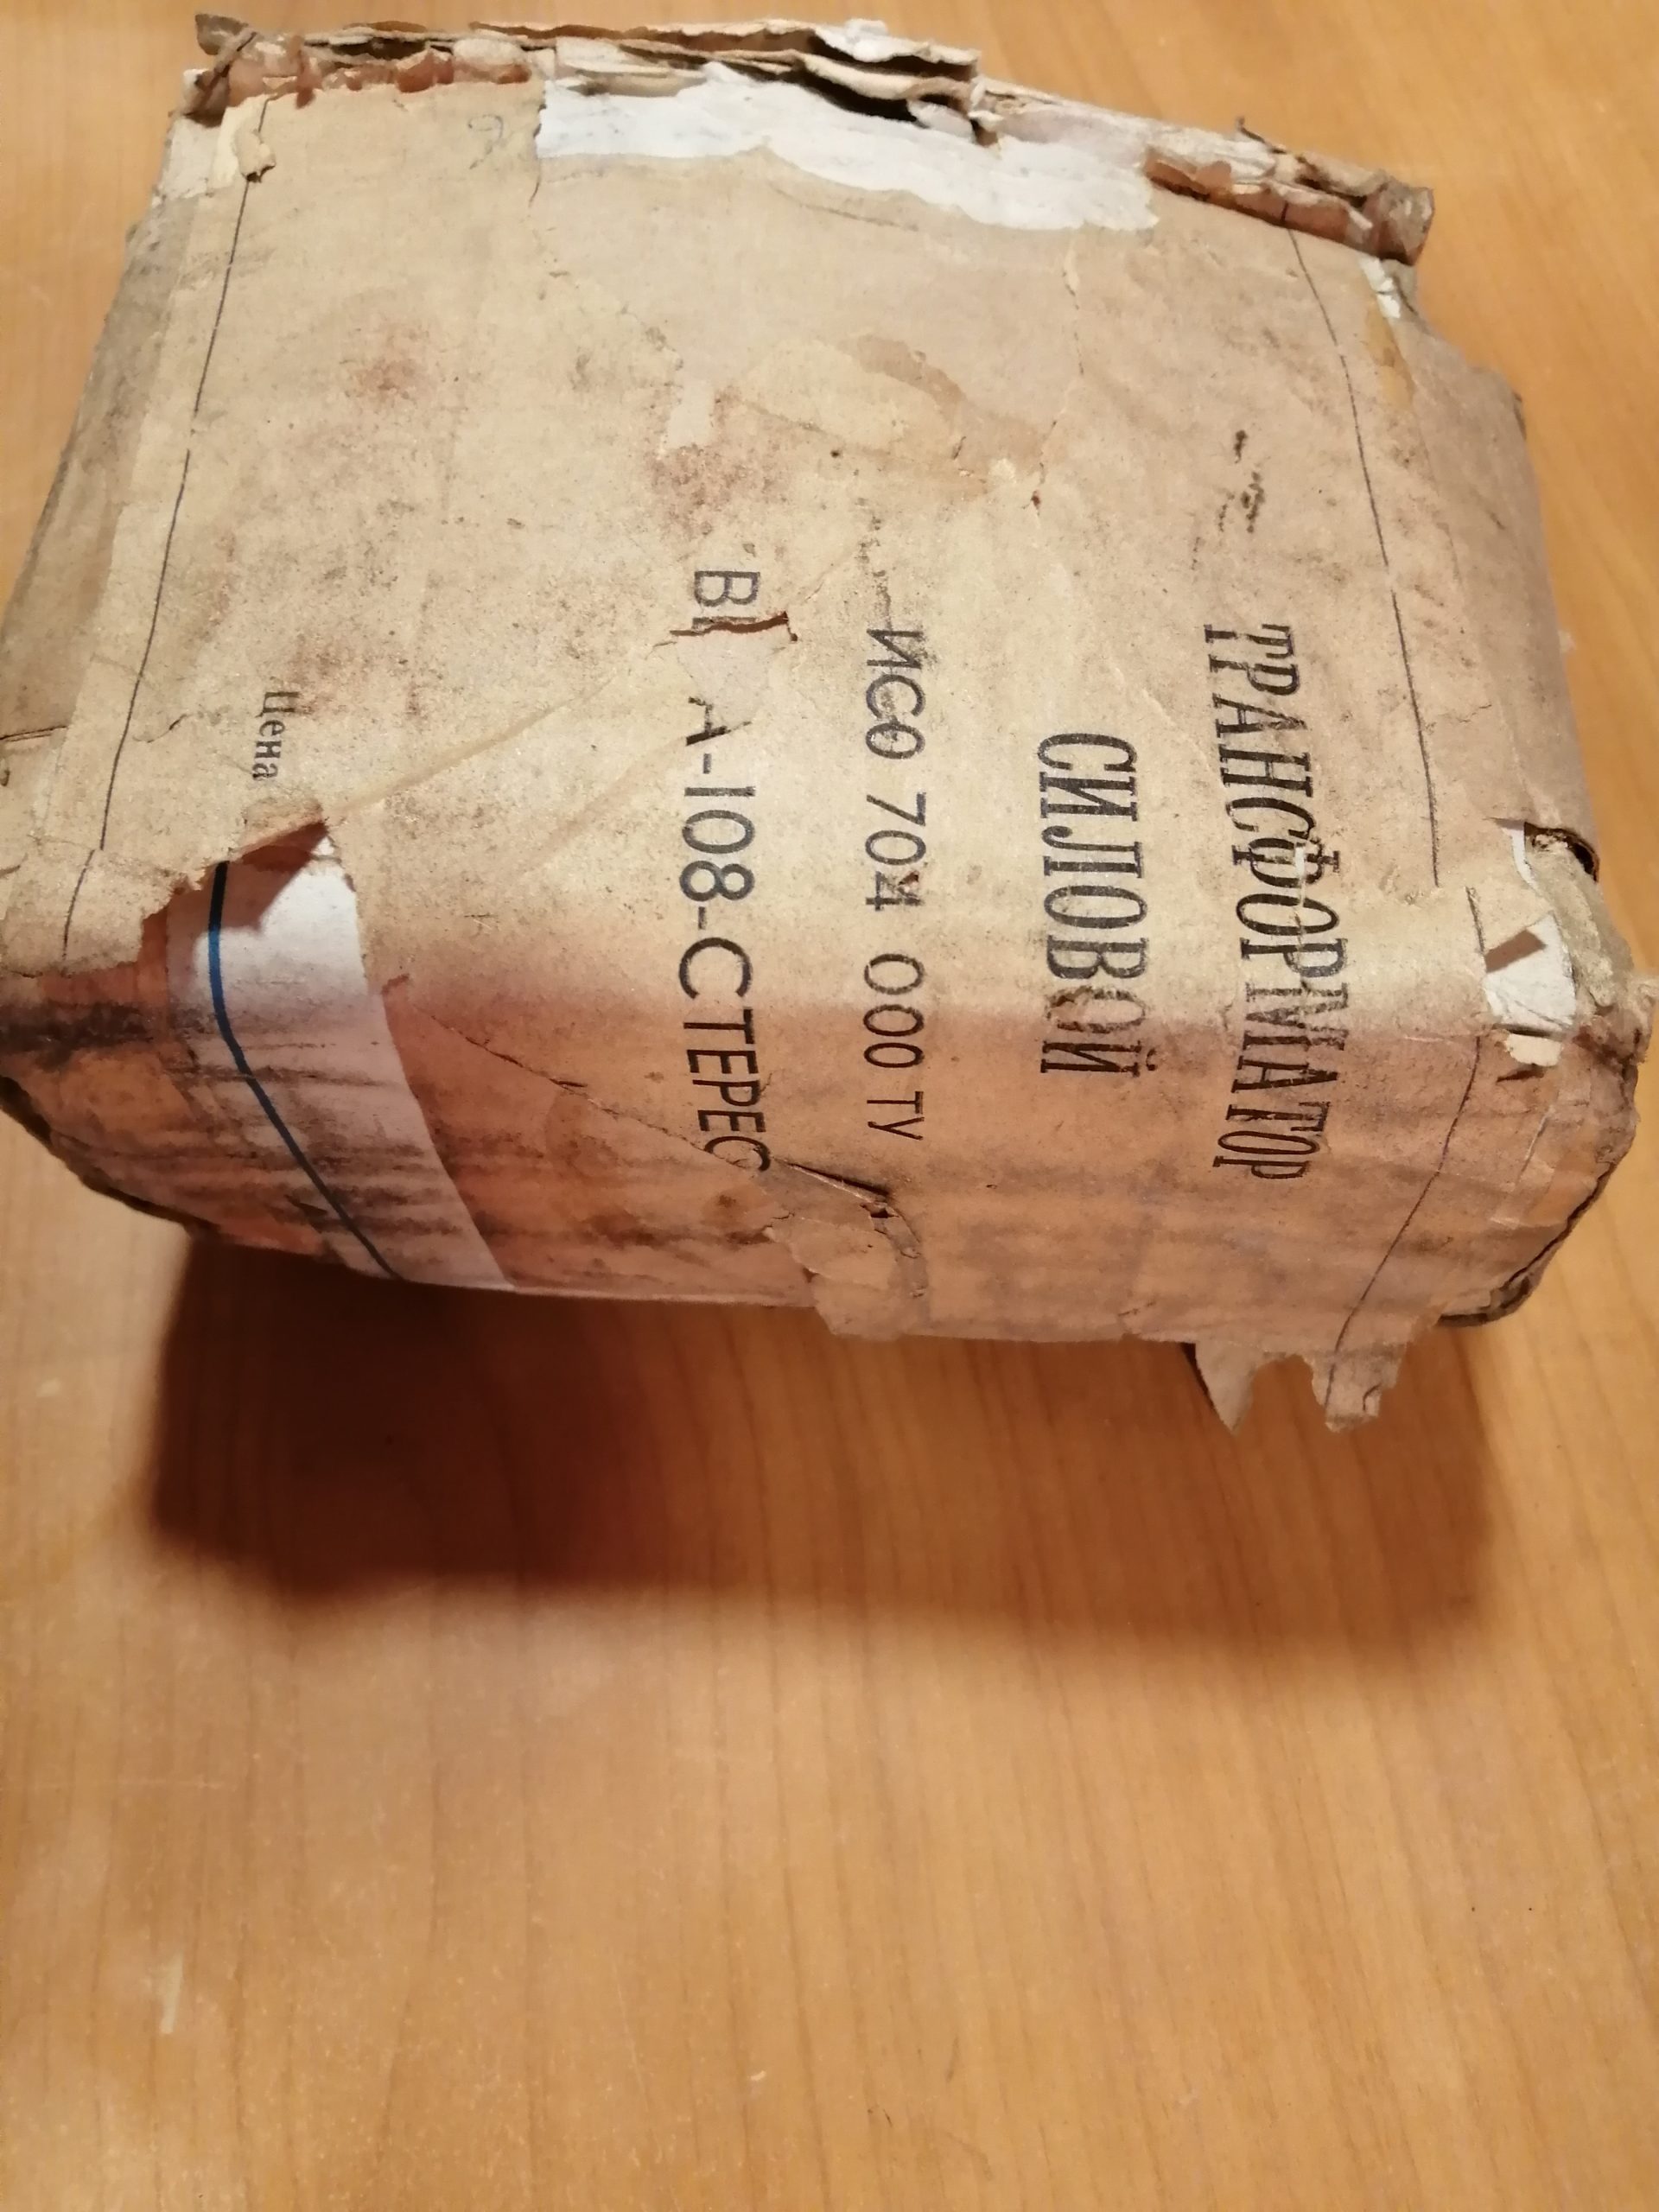 ТРАНСФОРМАТОР
СИЛОВОЙ
ИСО 704 000 ТУ
А-108-СТЕРЕО
Цена